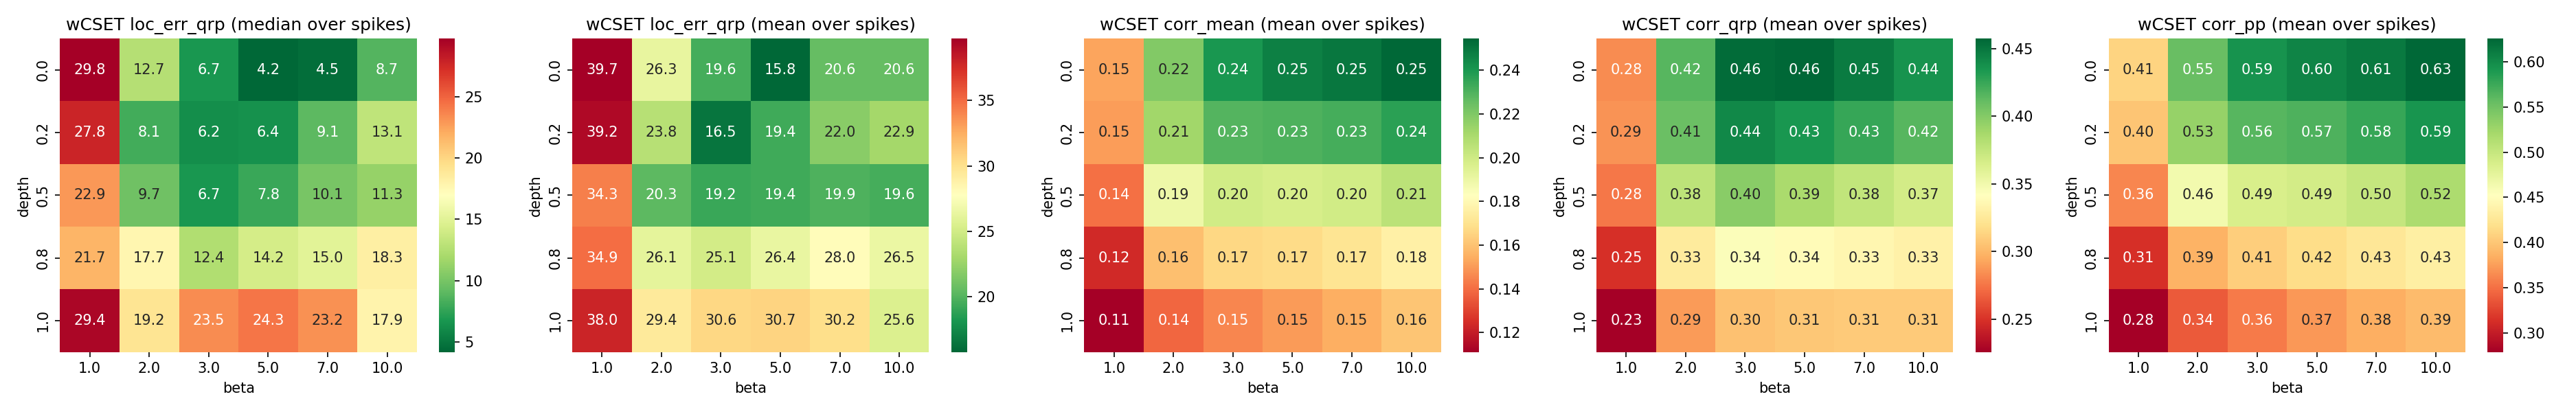 wCSET loc_err_qrp (median over spikes)
depth
0.0 29.8 12.7 6.7 4.2 4.5 8.7
0.2 27.8 8.1 6.2 6.4 9.1 13.1
0.5 22.9 9.7 6.7 7.8 10.1 11.3
0.8 21.7 17.7 12.4 14.2 15.0 18.3
1.0 29.4 19.2 23.5 24.3 23.2 17.9
1.0 2.0 3.0 5.0 7.0 10.0
beta
25
20
15
10
5
wCSET loc_err_qrp (mean over spikes)
depth
0.0 39.7 26.3 19.6 15.8 20.6 20.6
0.2 39.2 23.8 16.5 19.4 22.0 22.9
0.5 34.3 20.3 19.2 19.4 19.9 19.6
0.8 34.9 26.1 25.1 26.4 28.0 26.5
1.0 38.0 29.4 30.6 30.7 30.2 25.6
1.0 2.0 3.0 5.0 7.0 10.0
beta
35
30
25
20
wCSET corr_mean (mean over spikes)
depth
0.0 0.15 0.22 0.24 0.25 0.25 0.25
0.2 0.15 0.21 0.23 0.23 0.23 0.24
0.5 0.14 0.19 0.20 0.20 0.20 0.21
0.8 0.12 0.16 0.17 0.17 0.17 0.18
1.0 0.11 0.14 0.15 0.15 0.15 0.16
1.0 2.0 3.0 5.0 7.0 10.0
beta
0.24
0.22
0.20
0.18
0.16
0.14
0.12
wCSET corr_qrp (mean over spikes)
depth
0.0 0.28 0.42 0.46 0.46 0.45 0.44
0.2 0.29 0.41 0.44 0.43 0.43 0.42
0.5 0.28 0.38 0.40 0.39 0.38 0.37
0.8 0.25 0.33 0.34 0.34 0.33 0.33
1.0 0.23 0.29 0.30 0.31 0.31 0.31
1.0 2.0 3.0 5.0 7.0 10.0
beta
0.45
0.40
0.35
0.30
0.25
wCSET corr_pp (mean over spikes)
depth
0.0 0.41 0.55 0.59 0.60 0.61 0.63
0.2 0.40 0.53 0.56 0.57 0.58 0.59
0.5 0.36 0.46 0.49 0.49 0.50 0.52
0.8 0.31 0.39 0.41 0.42 0.43 0.43
1.0 0.28 0.34 0.36 0.37 0.38 0.39
1.0 2.0 3.0 5.0 7.0 10.0
beta
0.60
0.55
0.50
0.45
0.40
0.35
0.30